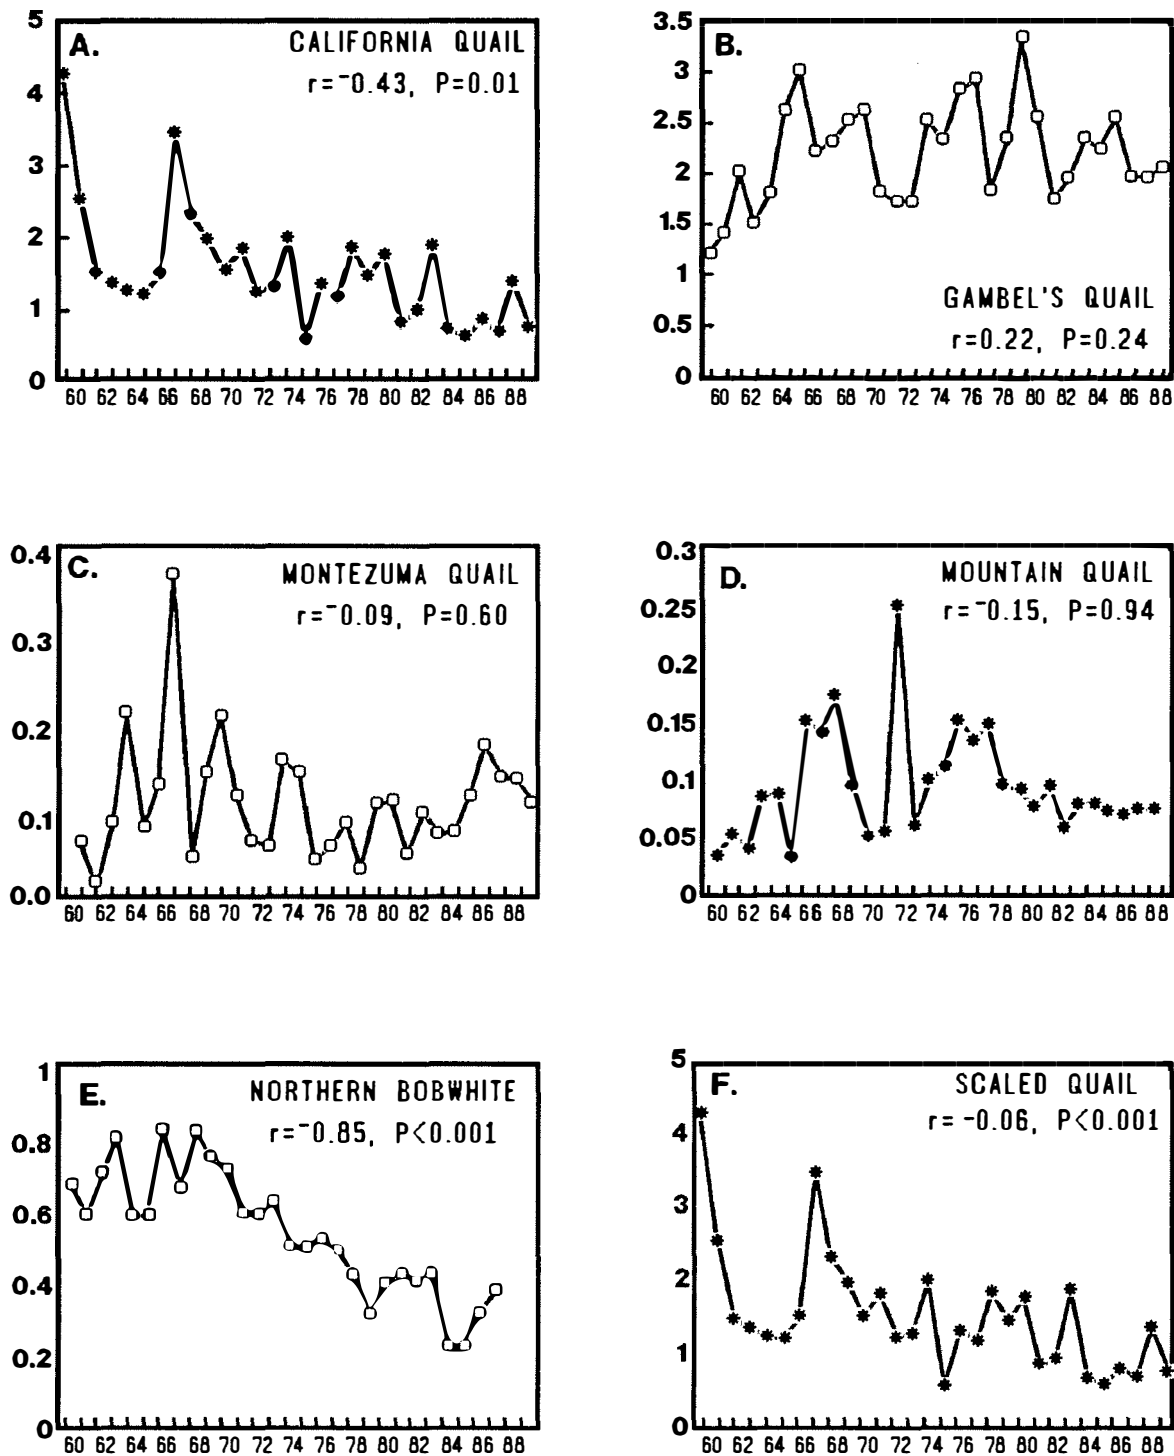 A.
CALIFORNIA QUAIL
r=-0.43, P=0.01
5
4
3
2
1
0
60 62 64 66 68 70 72 74 76 78 80 82 84 86 88
B.
3.5
3
2.5
2
1.5
1
0.5
0
GAMBEL'S QUAIL
r=0.22, P=0.24
60 62 64 66 68 70 72 74 76 78 80 82 84 86 88
C.
MONTEZUMA QUAIL
r=-0.09, P=0.60
0.4
0.3
0.2
0.1
0.0
60 62 64 66 68 70 72 74 76 78 80 82 84 86 88
D.
MOUNTAIN QUAIL
r=-0.15, P=0.94
0.3
0.25
0.2
0.15
0.1
0.05
0
60 62 64 66 68 70 72 74 76 78 80 82 84 86 88
E.
NORTHERN BOBWHITE
r=-0.85, P<0.001
1
0.8
0.6
0.4
0.2
0
60 62 64 66 68 70 72 74 76 78 80 82 84 86 88
F.
SCALED QUAIL
r= -0.06, P<0.001
5
4
3
2
1
0
60 62 64 66 68 70 72 74 76 78 80 82 84 86 88